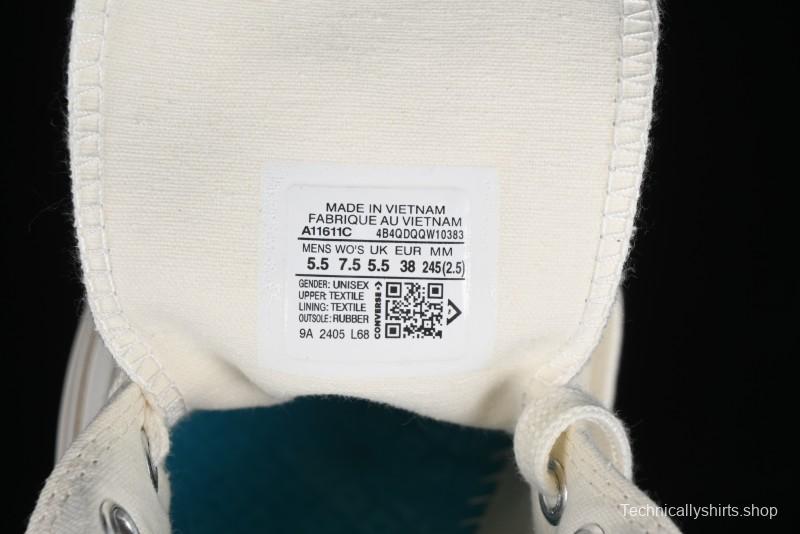 MADE IN VIETNAM
FABRIQUE AU VIETNAM
A11611C 4B4QDQQW10383
MENS WO'S UK EUR MM
5.5 7.5 5.5 38 245(2.5)
GENDER: UNISEX
UPPER: TEXTILE
LINING: TEXTILE
OUTSOLE: RUBBER
9A 2405 L68
CONVERSE
Technicallyshirts.shop